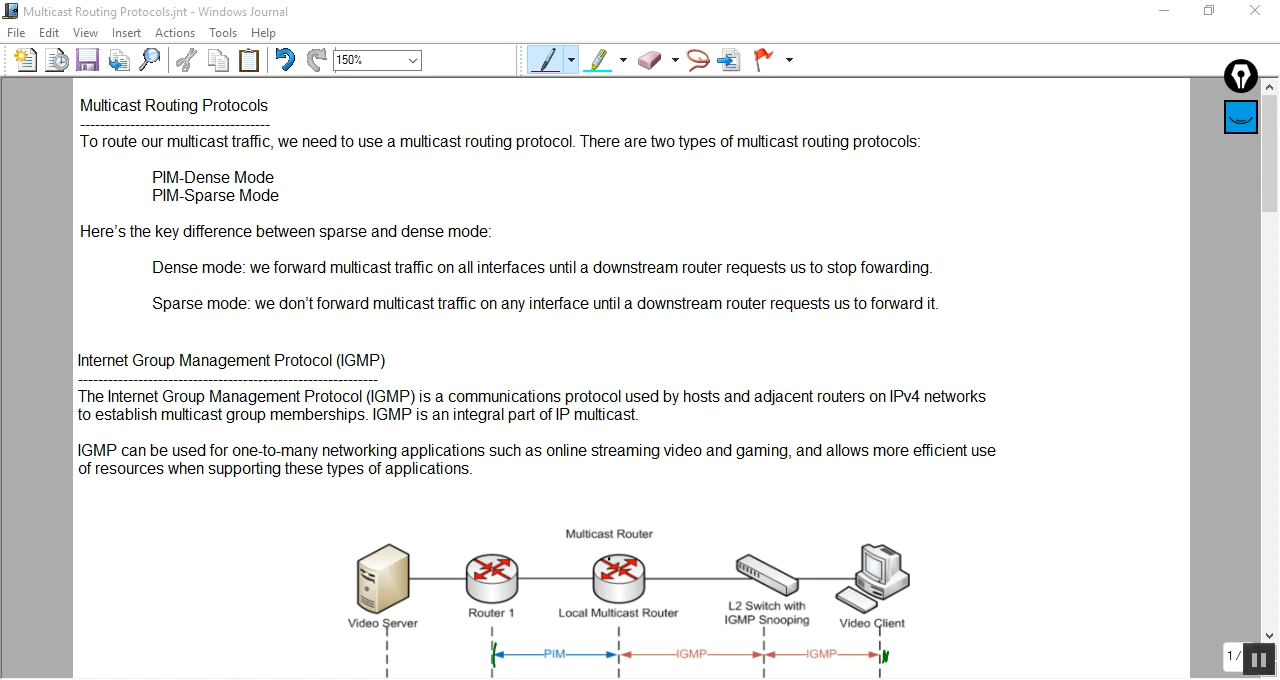 Multicast Routing Protocols.jnt - Windows Journal
File Edit View Insert Actions Tools Help
150%
Multicast Routing Protocols
--------------------------------------
To route our multicast traffic, we need to use a multicast routing protocol. There are two types of multicast routing protocols:
PIM-Dense Mode
PIM-Sparse Mode
Here's the key difference between sparse and dense mode:
Dense mode: we forward multicast traffic on all interfaces until a downstream router requests us to stop fowarding.
Sparse mode: we don't forward multicast traffic on any interface until a downstream router requests us to forward it.
Internet Group Management Protocol (IGMP)
------------------------------------------------------------
The Internet Group Management Protocol (IGMP) is a communications protocol used by hosts and adjacent routers on IPv4 networks
to establish multicast group memberships. IGMP is an integral part of IP multicast.
IGMP can be used for one-to-many networking applications such as online streaming video and gaming, and allows more efficient use
of resources when supporting these types of applications.
Multicast Router
Video Server
Router 1
Local Multicast Router
L2 Switch with
IGMP Snooping
Video Client
PIM
IGMP
IGMP
1 /